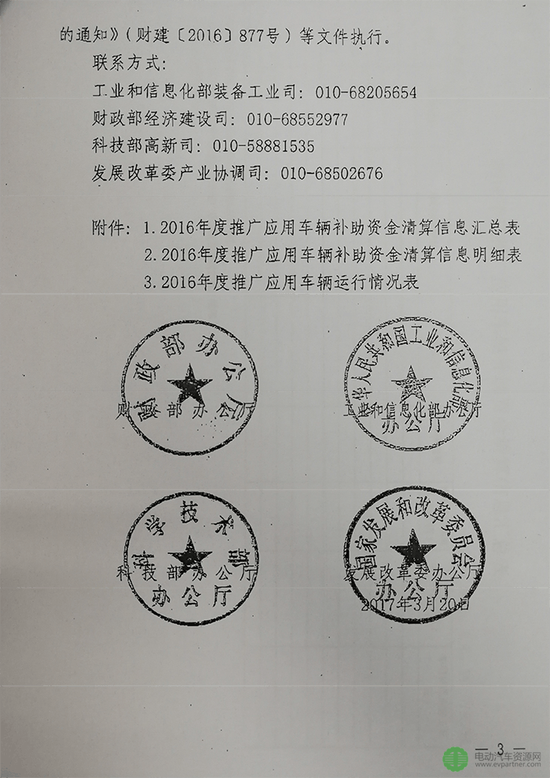 的通知》（财建〔2016〕877号）等文件执行。
联系方式：
工业和信息化部装备工业司：010-68205654
财政部经济建设司：010-68552977
科技部高新司：010-58881535
发展改革委产业协调司：010-68502676
附件：1.2016年度推广应用车辆补助资金清算信息汇总表
2.2016年度推广应用车辆补助资金清算信息明细表
3.2016年度推广应用车辆运行情况表
财政部办公厅
财政部办公厅
中华人民共和国工业和信息化部
工业和信息化部办公厅
办公厅
科学技术部
科技部办公厅
办公厅
国家发展和改革委员会
发展改革委办公厅
办公厅
2017年3月20日
— 3 —
电动汽车资源网
www.evpartner.com